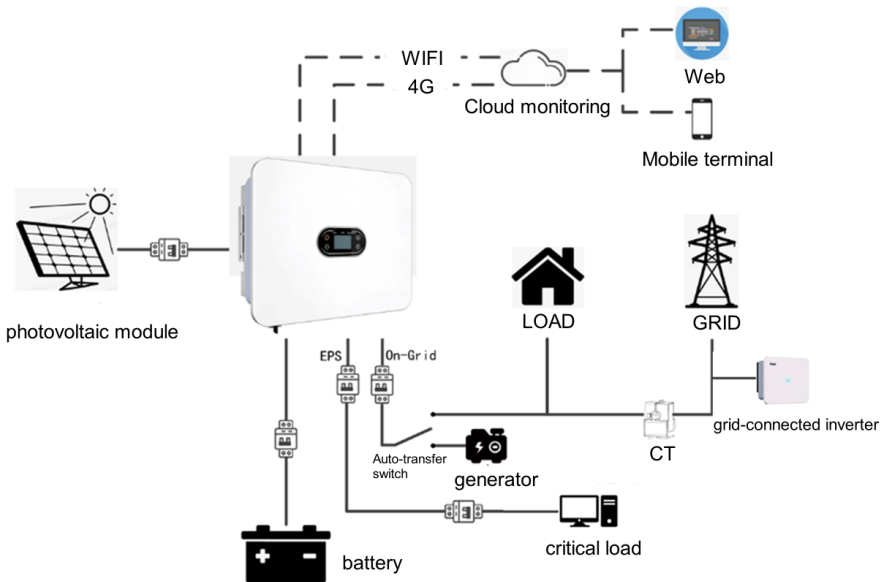 WIFI
4G
Cloud monitoring
Web
Mobile terminal
photovoltaic module
LOAD
GRID
EPS
On-Grid
grid-connected inverter
CT
Auto-transfer
switch
generator
critical load
battery